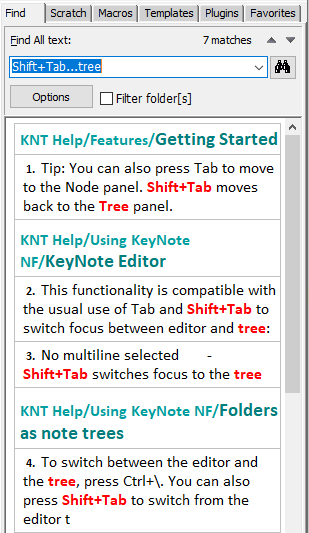 Find Scratch Macros Templates Plugins Favorites
Find All text: 7 matches
Shift+Tab...tree
Options Filter folder[s]
KNT Help/Features/Getting Started
1. Tip: You can also press Tab to move
to the Node panel. Shift+Tab moves
back to the Tree panel.
KNT Help/Using KeyNote
NF/KeyNote Editor
2. This functionality is compatible with
the usual use of Tab and Shift+Tab to
switch focus between editor and tree:
3. No multiline selected -
Shift+Tab switches focus to the tree
KNT Help/Using KeyNote NF/Folders
as note trees
4. To switch between the editor and
the tree, press Ctrl+\. You can also
press Shift+Tab to switch from the
editor t